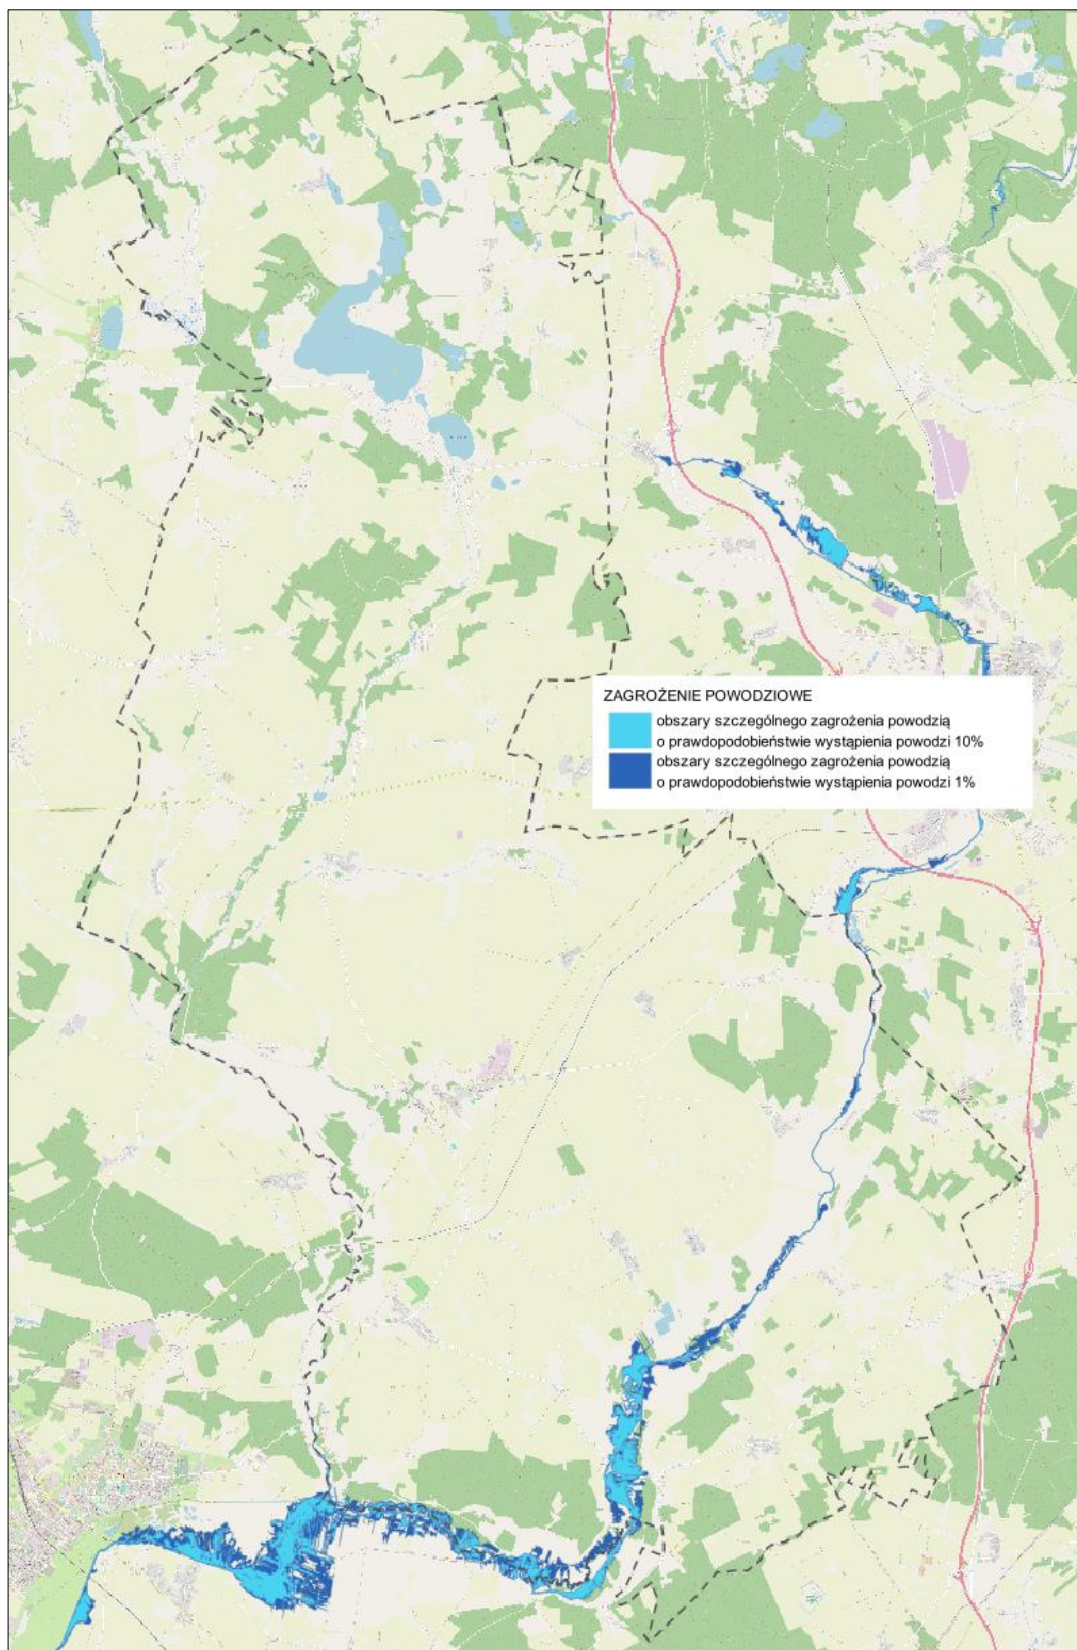 ZAGROŻENIE POWODZIOWE
obszary szczególnego zagrożenia powodzią
o prawdopodobieństwie wystąpienia powodzi 10%
obszary szczególnego zagrożenia powodzią
o prawdopodobieństwie wystąpienia powodzi 1%